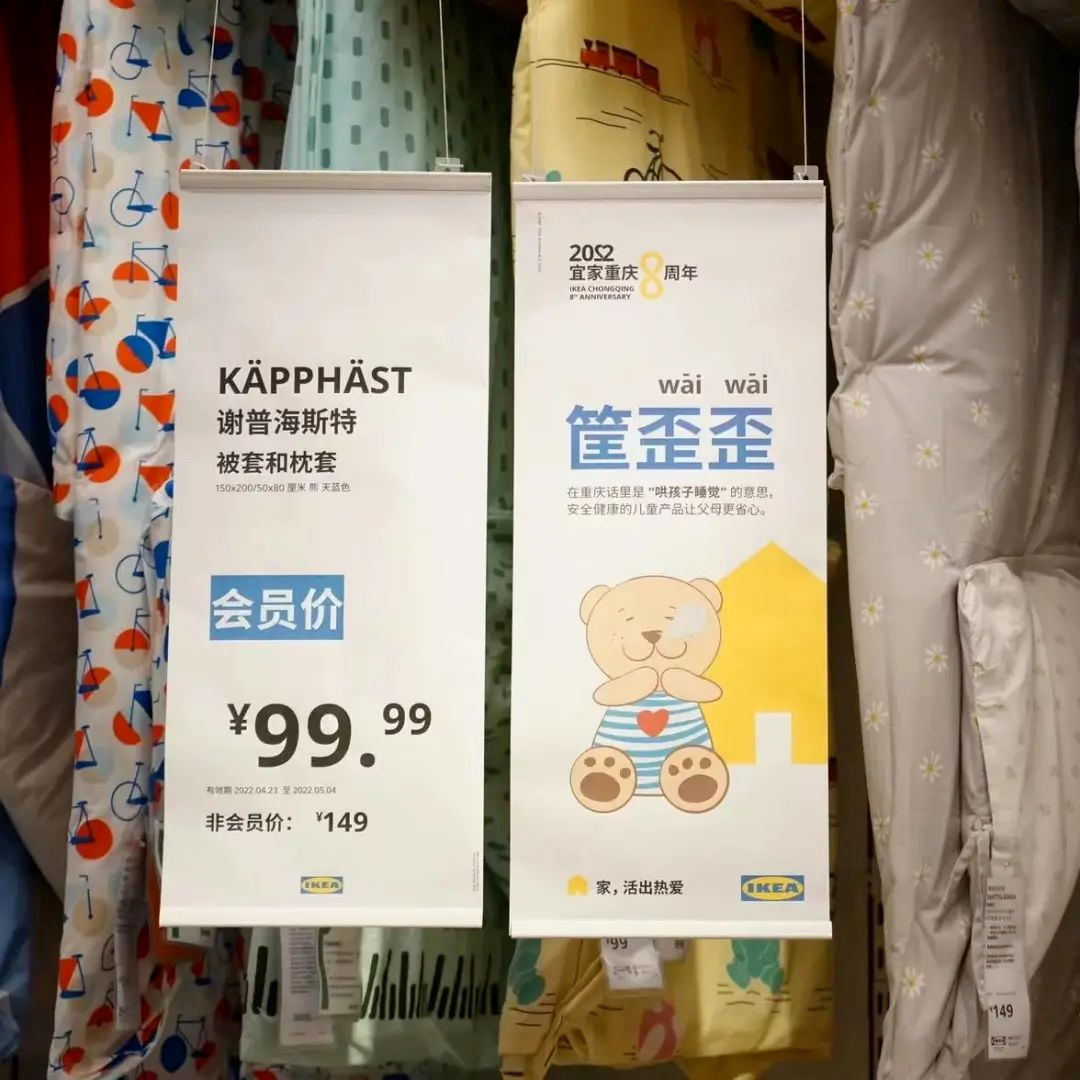 KÄPPHÄST
谢普海斯特
被套和枕套
150x200/50x80 厘米 熊 天蓝色
会员价
¥99.99
有效期 2022.04.23 至 2022.05.04
非会员价： ¥149
IKEA
2022
宜家重庆8周年
IKEA CHONGQING
8th ANNIVERSARY
wāi wāi
筐歪歪
在重庆话里是 “哄孩子睡觉” 的意思，
安全健康的儿童产品让父母更省心。
家，活出热爱
IKEA
¥99
¥149
IKEA